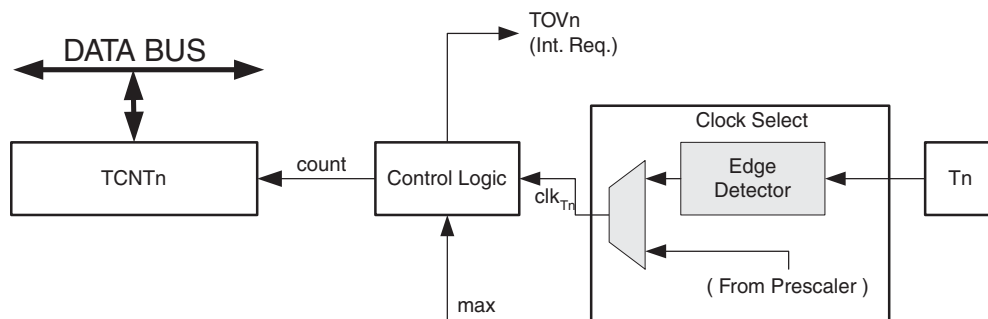 TOVn
(Int. Req.)
DATA BUS
Clock Select
TCNTn
count
Control Logic
clkTn
Edge
Detector
Tn
( From Prescaler )
max